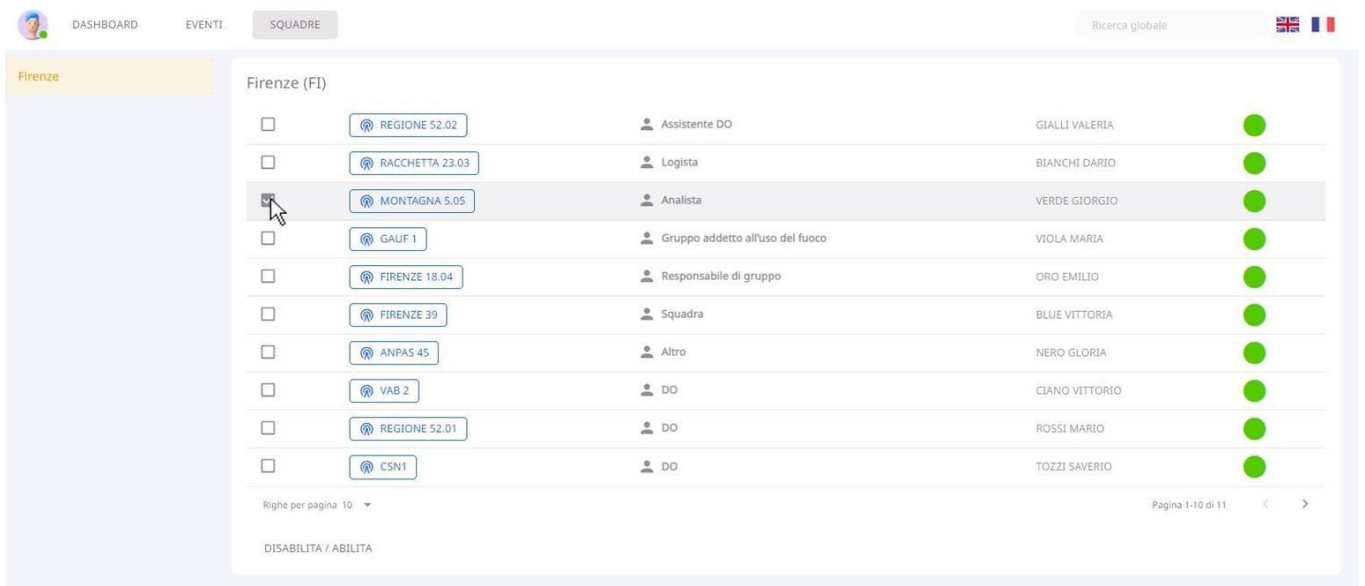 DASHBOARD EVENTI SQUADRE Ricerca globale
Firenze
Firenze (FI)
REGIONE 52.02 Assistente DO GIALLI VALERIA
RACCHETTA 23.03 Logista BIANCHI DARIO
MONTAGNA 5.05 Analista VERDE GIORGIO
GAUF 1 Gruppo addetto all'uso del fuoco VIOLA MARIA
FIRENZE 18.04 Responsabile di gruppo ORO EMILIO
FIRENZE 39 Squadra BLUE VITTORIA
ANPAS 45 Altro NERO GLORIA
VAB 2 DO CIANO VITTORIO
REGIONE 52.01 DO ROSSI MARIO
CSN1 DO TOZZI SAVERIO
Righe per pagina 10 Pagina 1-10 di 11
DISABILITA / ABILITA